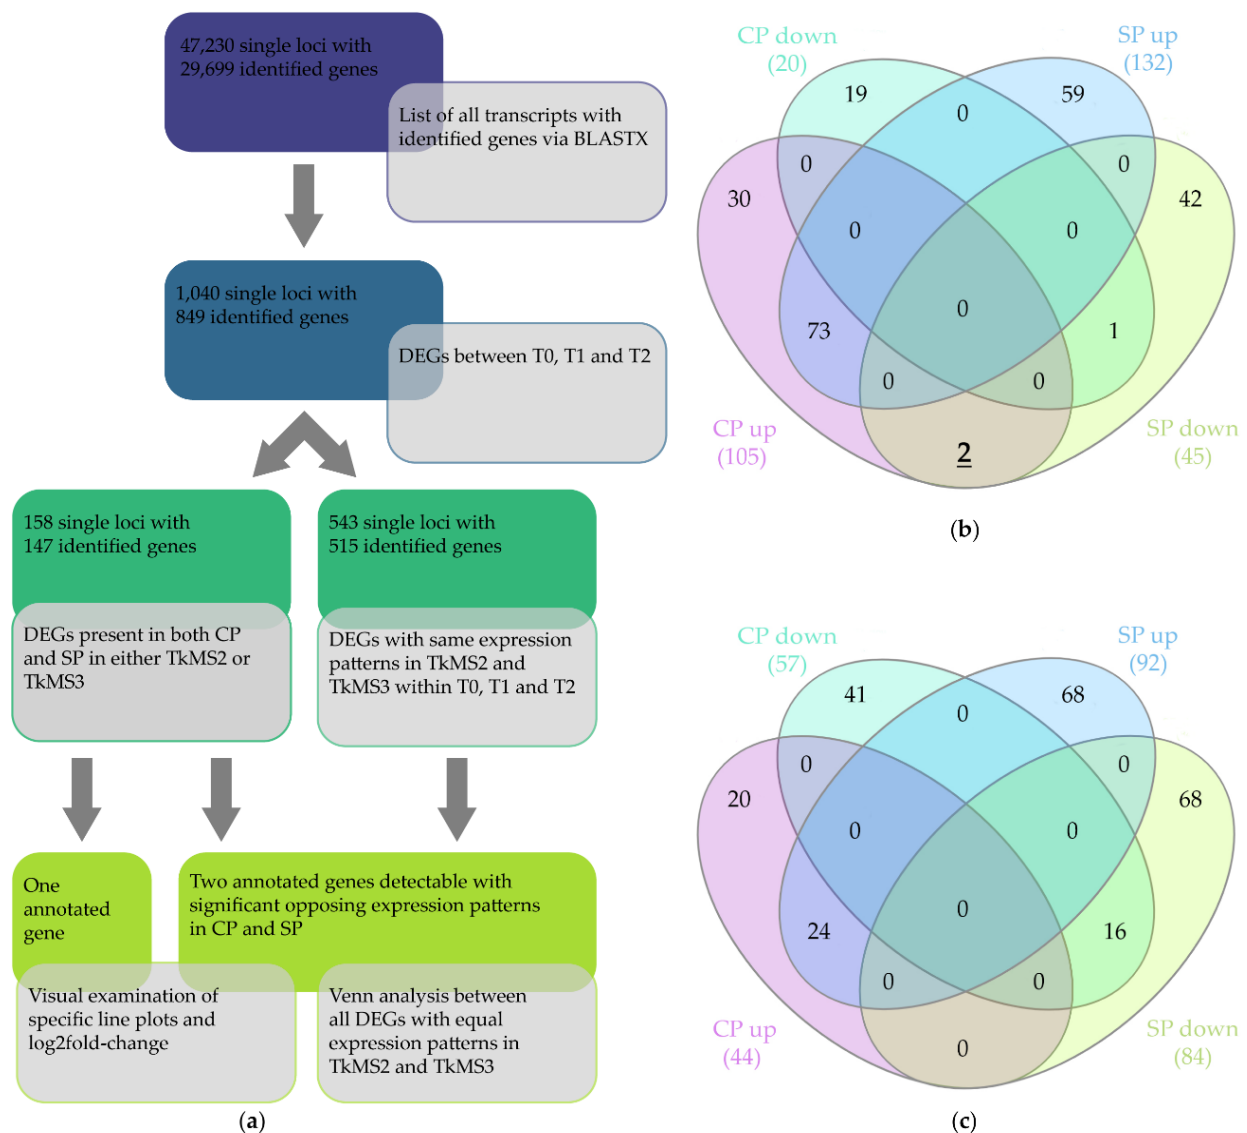 47,230 single loci with
29,699 identified genes
List of all transcripts with
identified genes via BLASTX
1,040 single loci with
849 identified genes
DEGs between T0, T1 and T2
158 single loci with
147 identified genes
543 single loci with
515 identified genes
DEGs present in both CP
and SP in either TkMS2 or
TkMS3
DEGs with same expression
patterns in TkMS2 and
TkMS3 within T0, T1 and T2
One
annotated
gene
Two annotated genes detectable with
significant opposing expression patterns
in CP and SP
Visual examination of
specific line plots and
log2fold-change
Venn analysis between
all DEGs with equal
expression patterns in
TkMS2 and TkMS3
(a)
CP down
(20)
SP up
(132)
19
0
59
0
0
30
42
0
0
0
73
1
0
0
CP up
(105)
2
SP down
(45)
(b)
CP down
(57)
SP up
(92)
41
0
68
0
0
20
68
0
0
0
24
16
0
0
CP up
(44)
0
SP down
(84)
(c)